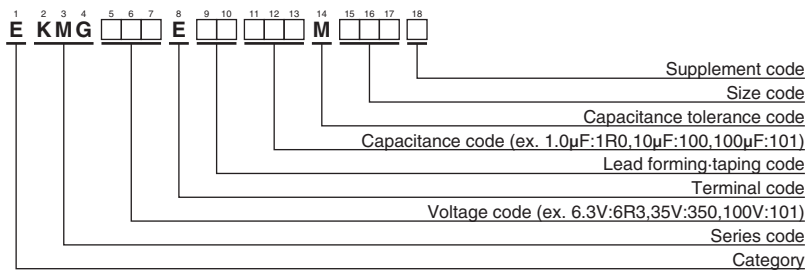 1 2 3 4 5 6 7 8 9 10 11 12 13 14 15 16 17 18
E KMG E M
Supplement code
Size code
Capacitance tolerance code
Capacitance code (ex. 1.0μF:1R0,10μF:100,100μF:101)
Lead forming·taping code
Terminal code
Voltage code (ex. 6.3V:6R3,35V:350,100V:101)
Series code
Category